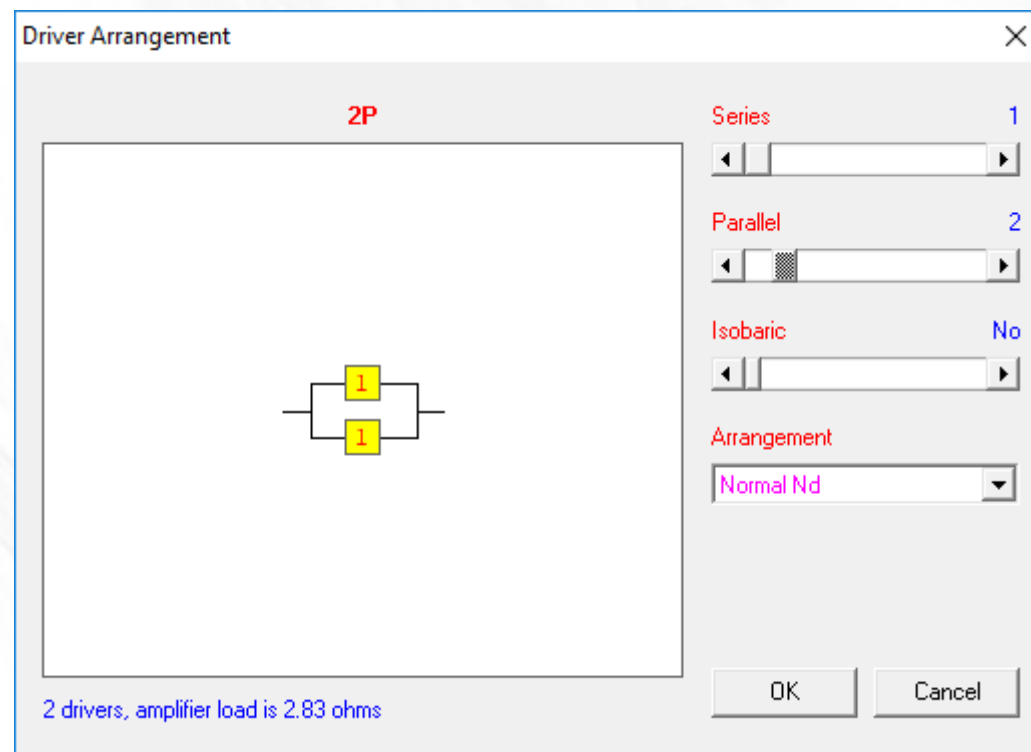 Driver Arrangement
2P
1
1
2 drivers, amplifier load is 2.83 ohms
Series 1
Parallel 2
Isobaric No
Arrangement
Normal Nd
OK Cancel